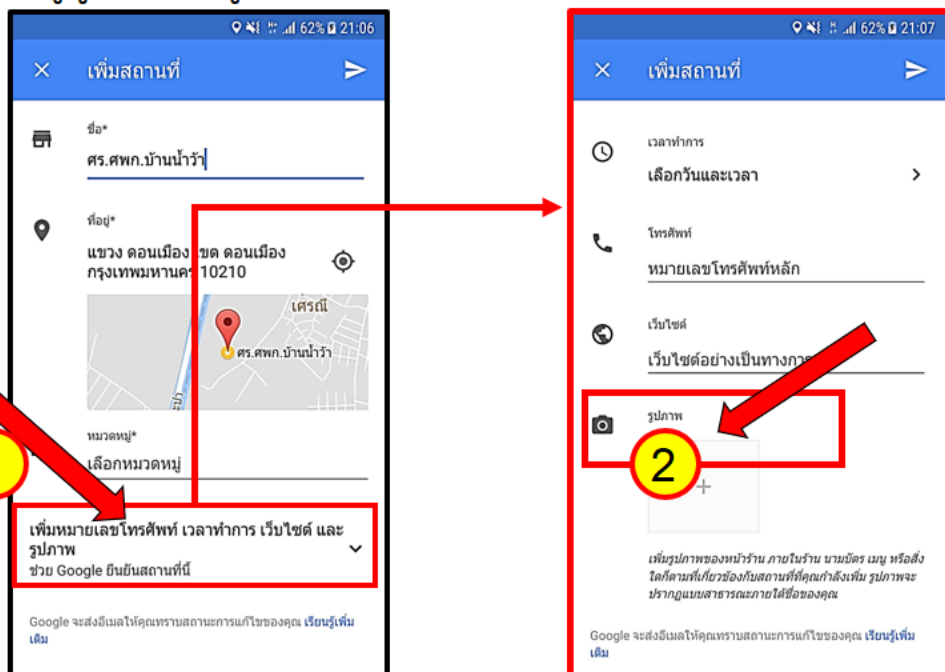 62% 21:06
เพิ่มสถานที่
ชื่อ*
ศร.ศพก.บ้านน้ำว้า
ที่อยู่*
แขวง ดอนเมือง เขต ดอนเมือง
กรุงเทพมหานคร 10210
เศรณี
ศร.ศพก.บ้านน้ำว้า
หมวดหมู่*
เลือกหมวดหมู่
เพิ่มหมายเลขโทรศัพท์ เวลาทำการ เว็บไซต์ และ
รูปภาพ
ช่วย Google ยืนยันสถานที่นี้
Google จะส่งอีเมลให้คุณทราบสถานะการแก้ไขของคุณ เรียนรู้เพิ่ม
เติม
62% 21:07
เพิ่มสถานที่
เวลาทำการ
เลือกวันและเวลา
โทรศัพท์
หมายเลขโทรศัพท์หลัก
เว็บไซต์
เว็บไซต์อย่างเป็นทางการ
รูปภาพ
2
เพิ่มรูปภาพของหน้าร้าน ภายในร้าน นามบัตร เมนู หรือสิ่ง
ใดก็ตามที่เกี่ยวข้องกับสถานที่ที่คุณกำลังเพิ่ม รูปภาพจะ
ปรากฏแบบสาธารณะภายใต้ชื่อของคุณ
Google จะส่งอีเมลให้คุณทราบสถานะการแก้ไขของคุณ เรียนรู้เพิ่ม
เติม